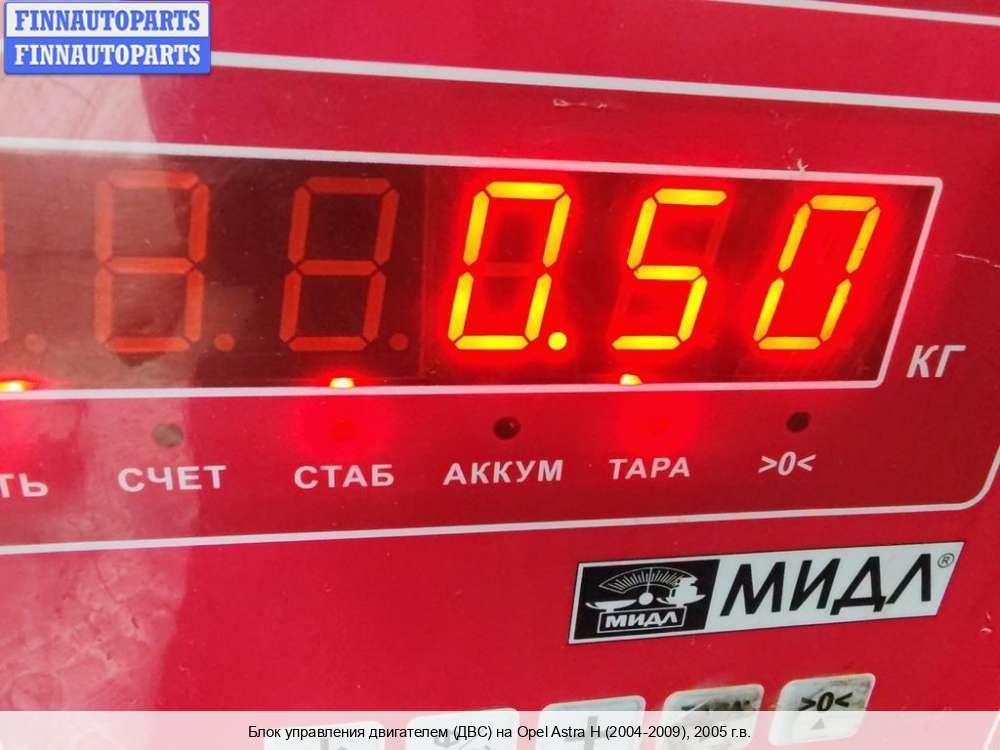 FINNAUTOPARTS
FINNAUTOPARTS
0.50
КГ
ТЬ СЧЕТ СТАБ АККУМ ТАРА >0<
МИДЛ МИДЛ®
>0<
Блок управления двигателем (ДВС) на Opel Astra H (2004-2009), 2005 г.в.